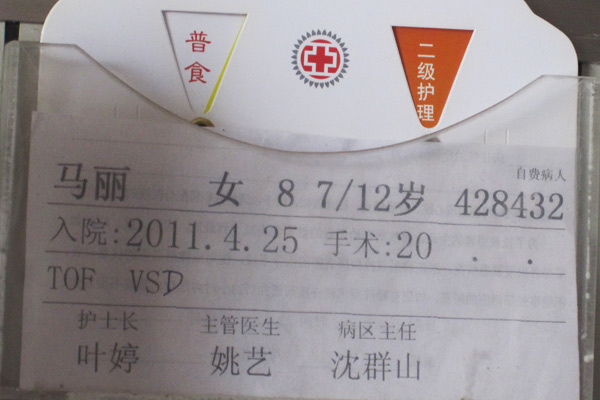 普食
二级护理
自费病人
马丽 女 8 7/12岁 428432
入院:2011.4.25 手术:20 . .
TOF VSD
护士长 主管医生 病区主任
叶婷 姚艺 沈群山